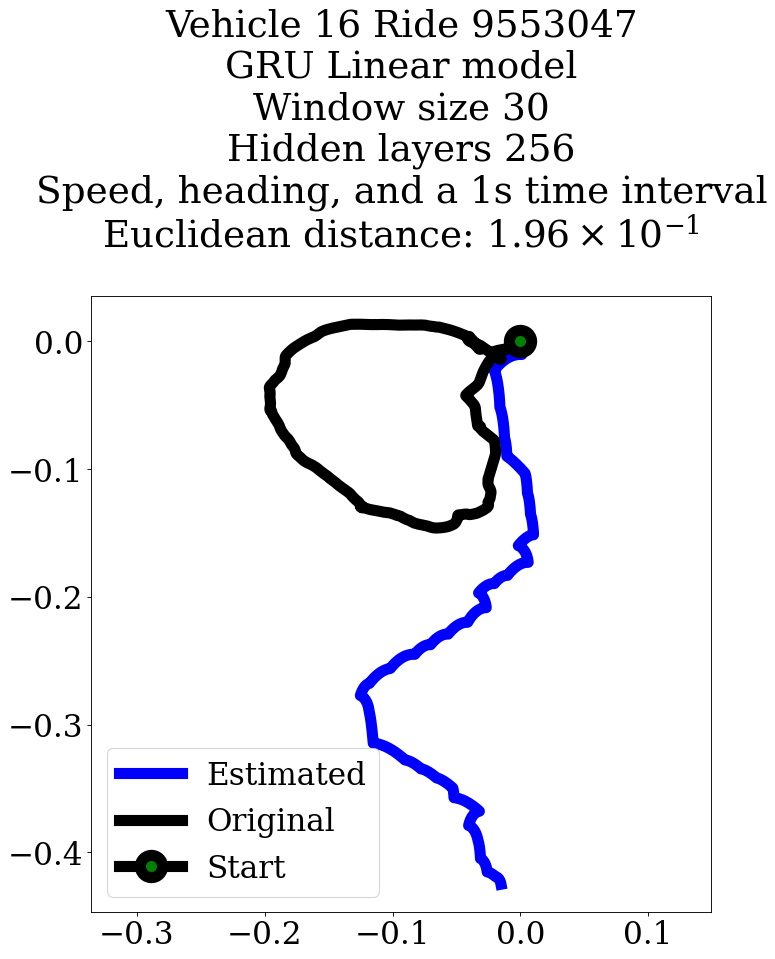 Vehicle 16 Ride 9553047
GRU Linear model
Window size 30
Hidden layers 256
Speed, heading, and a 1s time interval
Euclidean distance: 1.96 × 10⁻¹
0.0
−0.1
−0.2
−0.3
−0.4
Estimated
Original
Start
−0.3 −0.2 −0.1 0.0 0.1